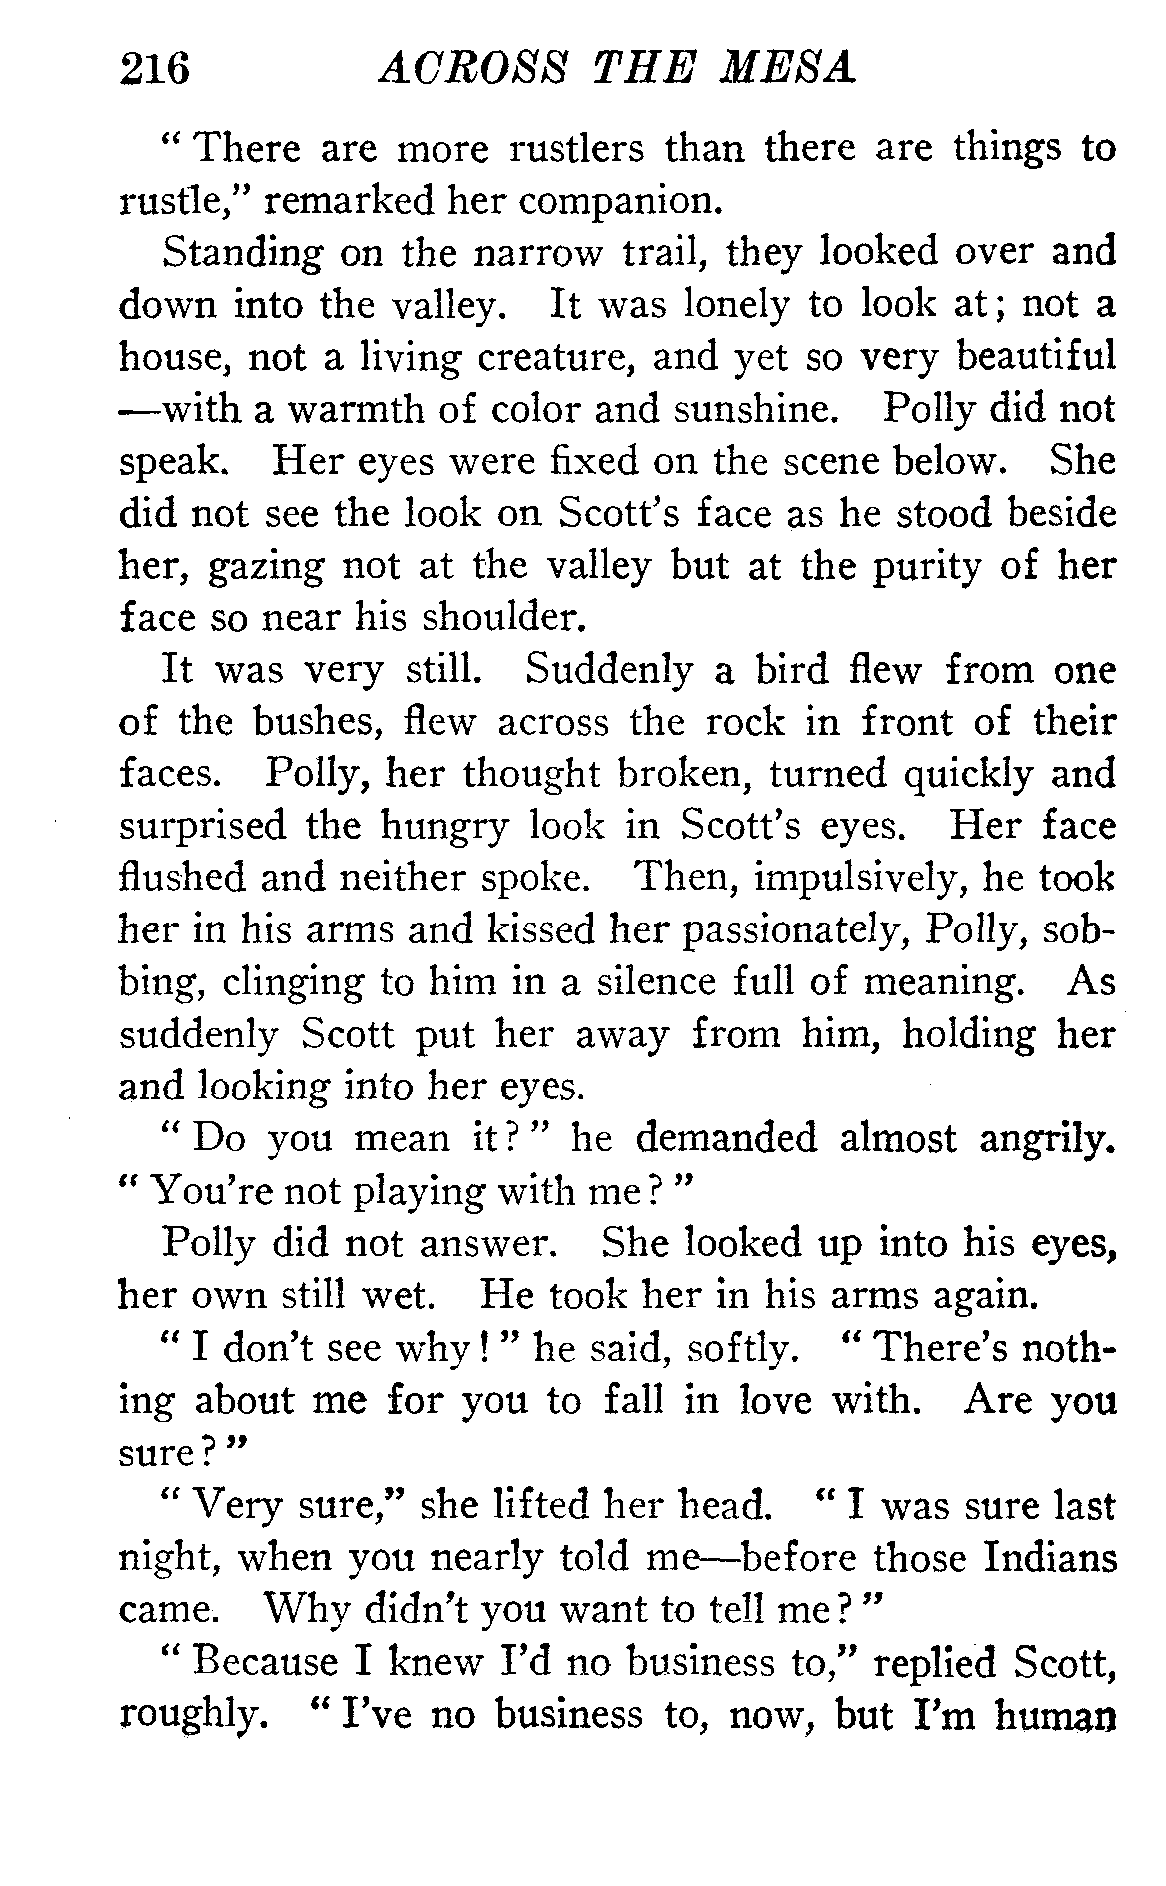 216 ACROSS THE MESA
" There are more rustlers than there are things to
rustle," remarked her companion.
Standing on the narrow trail, they looked over and
down into the valley. It was lonely to look at; not a
house, not a living creature, and yet so very beautiful
—with a warmth of color and sunshine. Polly did not
speak. Her eyes were fixed on the scene below. She
did not see the look on Scott's face as he stood beside
her, gazing not at the valley but at the purity of her
face so near his shoulder.
It was very still. Suddenly a bird flew from one
of the bushes, flew across the rock in front of their
faces. Polly, her thought broken, turned quickly and
surprised the hungry look in Scott's eyes. Her face
flushed and neither spoke. Then, impulsively, he took
her in his arms and kissed her passionately, Polly, sob-
bing, clinging to him in a silence full of meaning. As
suddenly Scott put her away from him, holding her
and looking into her eyes.
" Do you mean it? " he demanded almost angrily.
" You're not playing with me? "
Polly did not answer. She looked up into his eyes,
her own still wet. He took her in his arms again.
" I don't see why! " he said, softly. " There's noth-
ing about me for you to fall in love with. Are you
sure? "
" Very sure," she lifted her head. " I was sure last
night, when you nearly told me—before those Indians
came. Why didn't you want to tell me? "
" Because I knew I'd no business to," replied Scott,
roughly. " I've no business to, now, but I'm human